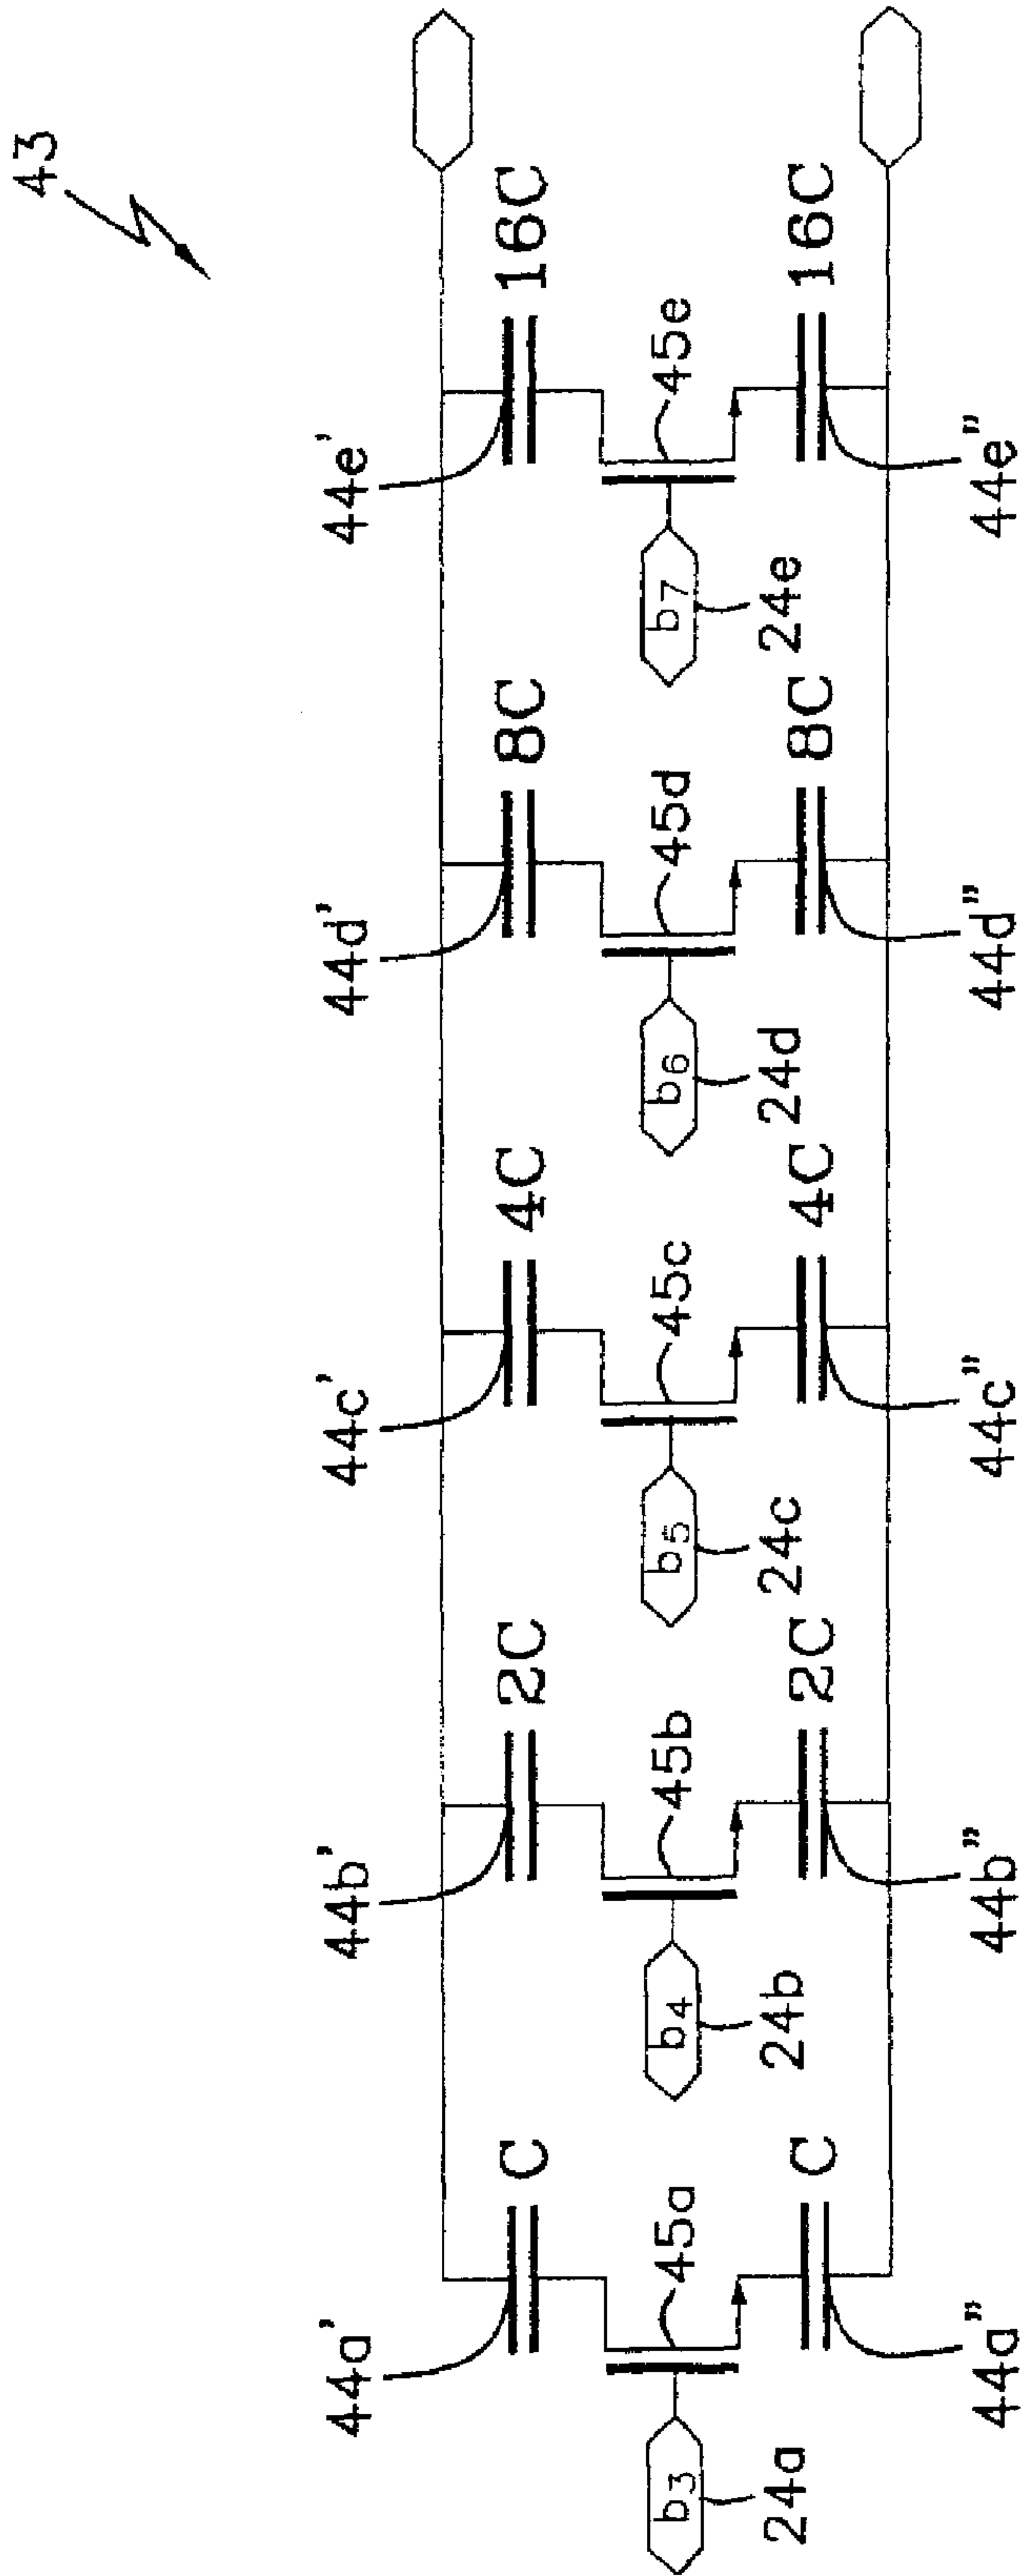 43
44a' 44b' 44c' 44d' 44e'
C 2C 4C 8C 16C
45a 45b 45c 45d 45e
b3 b4 b5 b6 b7
24a 24b 24c 24d 24e
C 2C 4C 8C 16C
44a" 44b" 44c" 44d" 44e"